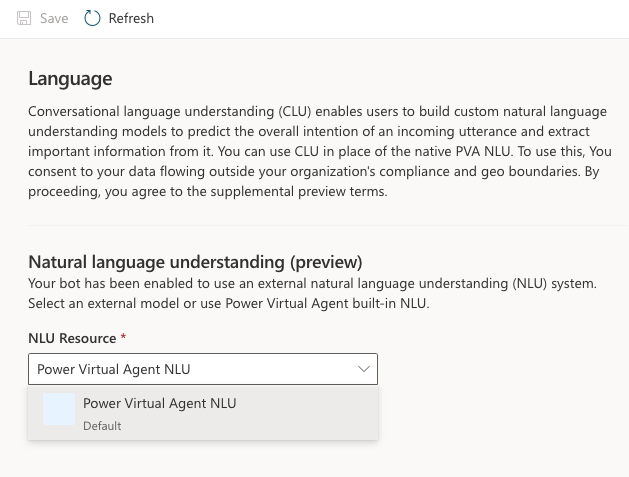 Save Refresh
Language
Conversational language understanding (CLU) enables users to build custom natural language
understanding models to predict the overall intention of an incoming utterance and extract
important information from it. You can use CLU in place of the native PVA NLU. To use this, You
consent to your data flowing outside your organization's compliance and geo boundaries. By
proceeding, you agree to the supplemental preview terms.
Natural language understanding (preview)
Your bot has been enabled to use an external natural language understanding (NLU) system.
Select an external model or use Power Virtual Agent built-in NLU.
NLU Resource *
Power Virtual Agent NLU
Power Virtual Agent NLU
Default